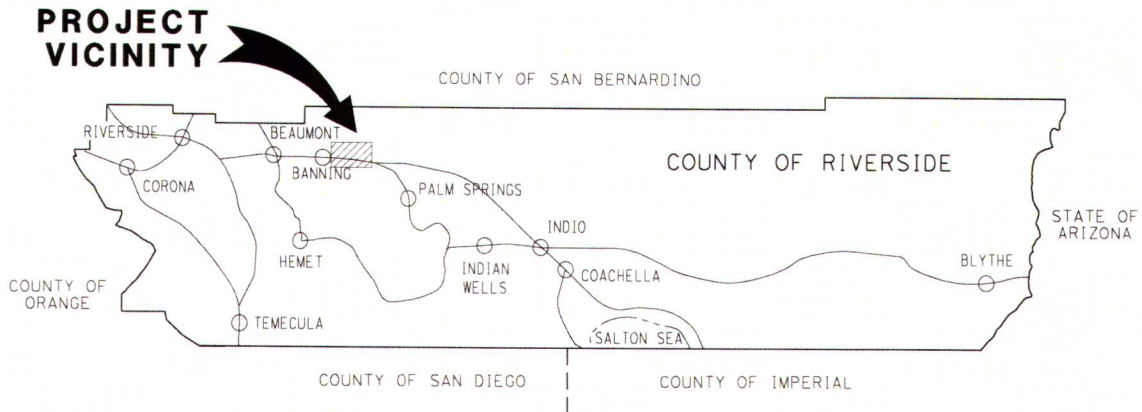 PROJECT
VICINITY
COUNTY OF SAN BERNARDINO
RIVERSIDE
BEAUMONT
COUNTY OF RIVERSIDE
BANNING
CORONA
PALM SPRINGS
STATE OF
ARIZONA
INDIO
HEMET
INDIAN
WELLS
COACHELLA
BLYTHE
COUNTY OF
ORANGE
TEMECULA
SALTON SEA
COUNTY OF SAN DIEGO
COUNTY OF IMPERIAL